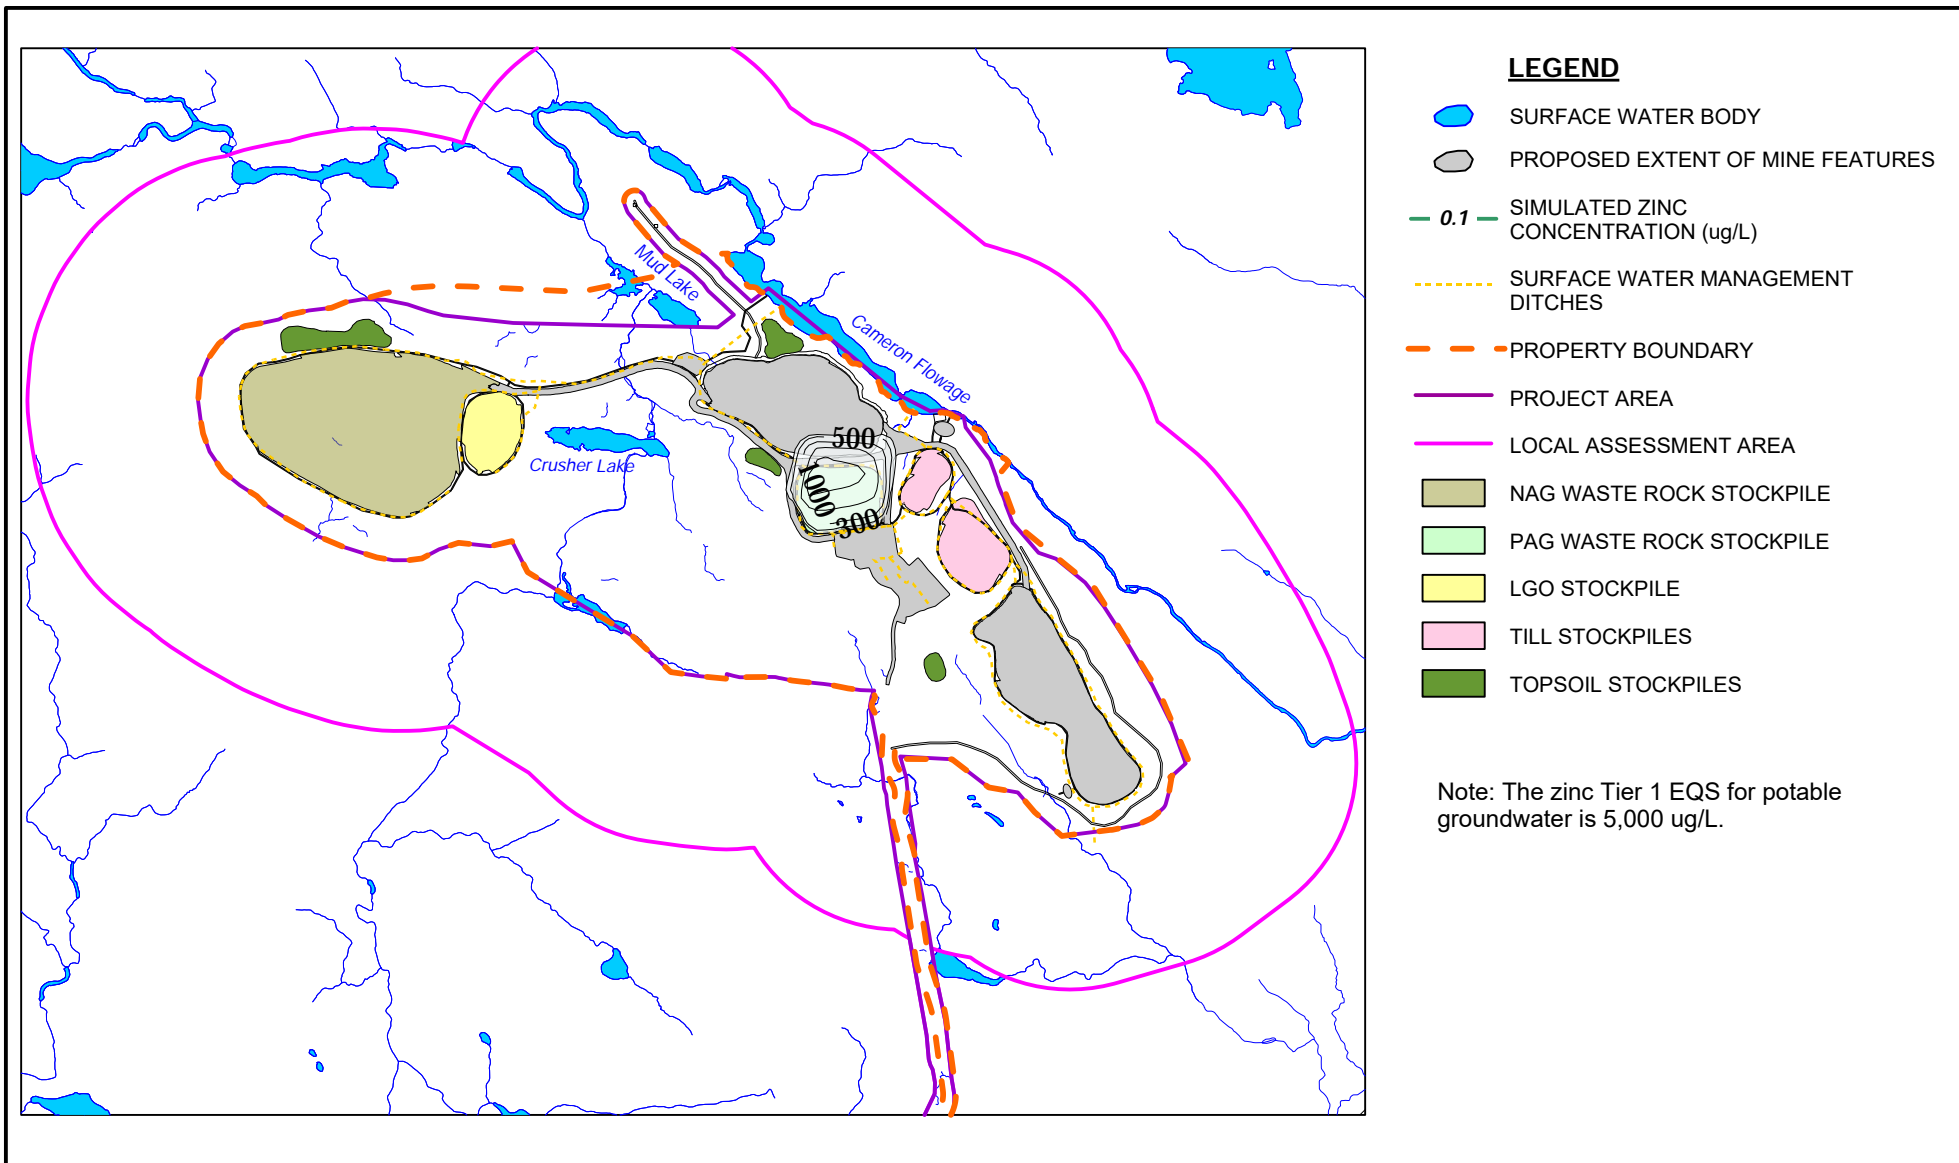 LEGEND
SURFACE WATER BODY
PROPOSED EXTENT OF MINE FEATURES
0.1
SIMULATED ZINC
CONCENTRATION (ug/L)
SURFACE WATER MANAGEMENT
DITCHES
PROPERTY BOUNDARY
PROJECT AREA
LOCAL ASSESSMENT AREA
NAG WASTE ROCK STOCKPILE
PAG WASTE ROCK STOCKPILE
LGO STOCKPILE
TILL STOCKPILES
TOPSOIL STOCKPILES
Note: The zinc Tier 1 EQS for potable
groundwater is 5,000 ug/L.
Mud Lake
Cameron Flowage
Crusher Lake
500
1000
300